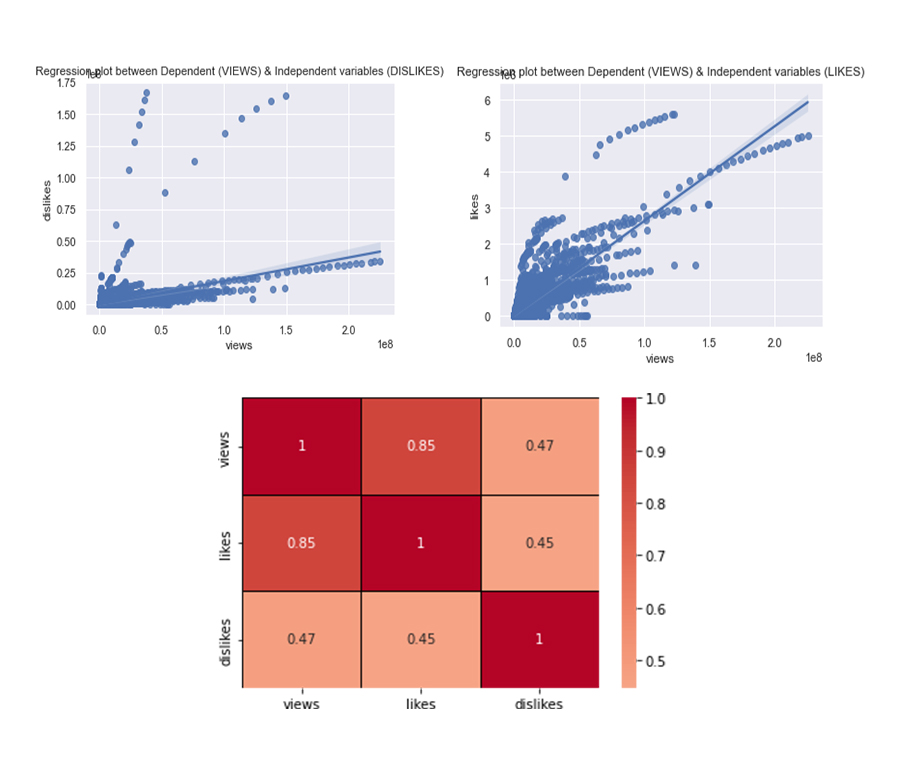 Regression plot between Dependent (VIEWS) & Independent variables (DISLIKES)
1e6
1.75
1.50
1.25
1.00
0.75
0.50
0.25
0.00
dislikes
0.0 0.5 1.0 1.5 2.0
1e8
views
Regression plot between Dependent (VIEWS) & Independent variables (LIKES)
1e6
6
5
4
3
2
1
0
likes
0.0 0.5 1.0 1.5 2.0
1e8
views
views 1 0.85 0.47
likes 0.85 1 0.45
dislikes 0.47 0.45 1
views likes dislikes
1.0
0.9
0.8
0.7
0.6
0.5